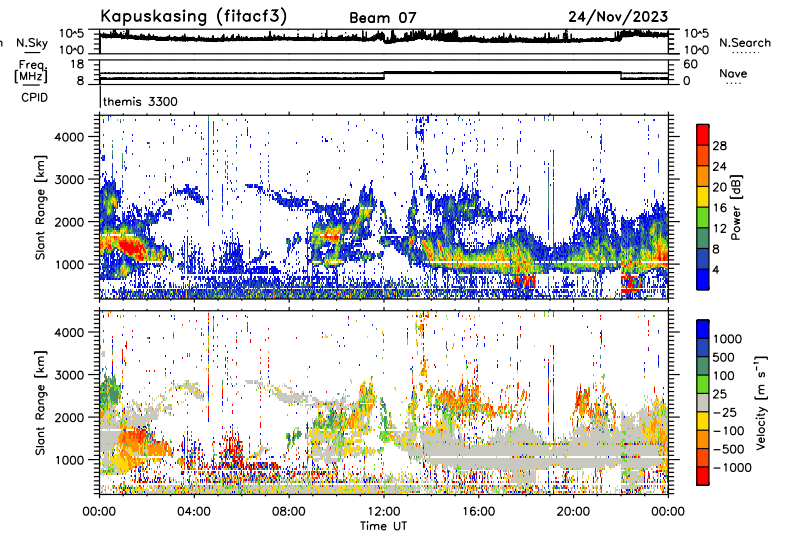 Kapuskasing (fitacf3) Beam 07 24/Nov/2023
n N.Sky 10^5 10^0 10^5 10^0 N.Search
Freq. [MHz] 18 8 60 0 Nave
CPID themis 3300
Slant Range [km] 4000 3000 2000 1000
28 24 20 16 12 8 4 Power [dB]
Slant Range [km] 4000 3000 2000 1000
1000 500 100 25 -25 -100 -500 -1000 Velocity [m s⁻¹]
00:00 04:00 08:00 12:00 16:00 20:00 00:00
Time UT